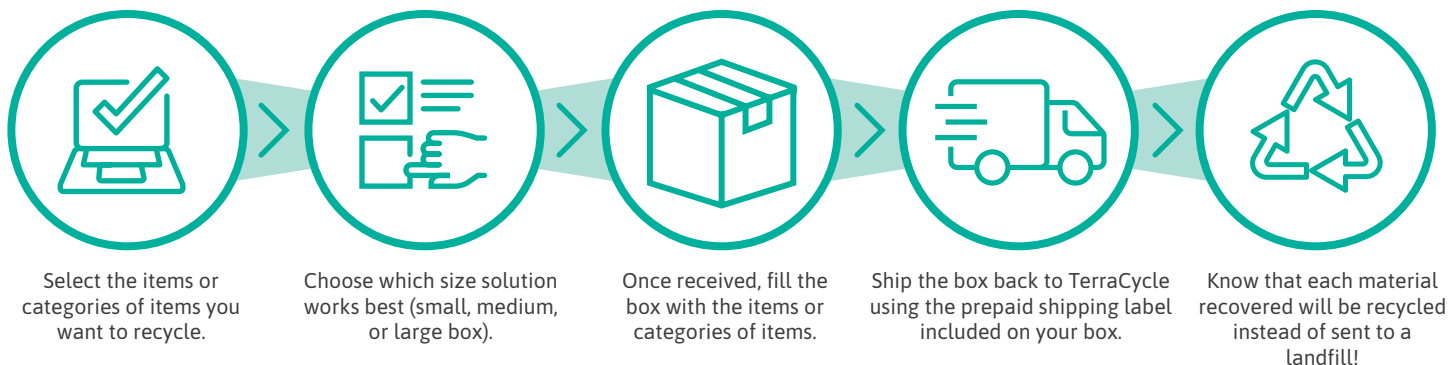 Select the items or
categories of items you
want to recycle.
Choose which size solution
works best (small, medium,
or large box).
Once received, fill the
box with the items or
categories of items.
Ship the box back to TerraCycle
using the prepaid shipping label
included on your box.
Know that each material
recovered will be recycled
instead of sent to a
landfill!